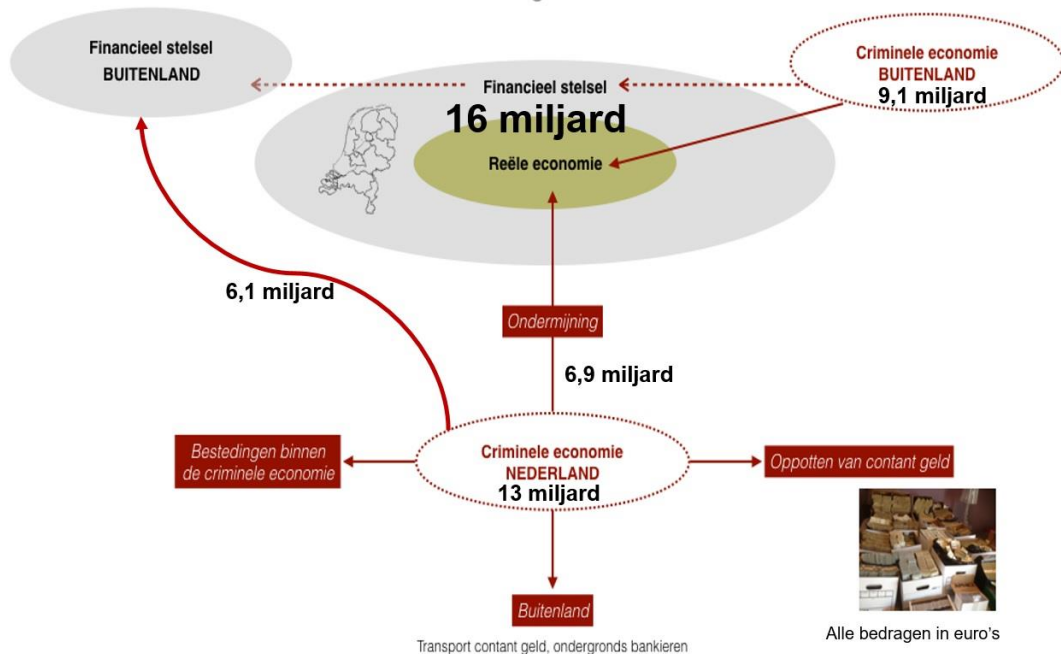 Financieel stelsel
BUITENLAND
Criminele economie
BUITENLAND
9,1 miljard
Financieel stelsel
16 miljard
Reële economie
6,1 miljard
Ondermijning
6,9 miljard
Bestedingen binnen
de criminele economie
Criminele economie
NEDERLAND
13 miljard
Oppotten van contant geld
Buitenland
Transport contant geld, ondergronds bankieren
Alle bedragen in euro's